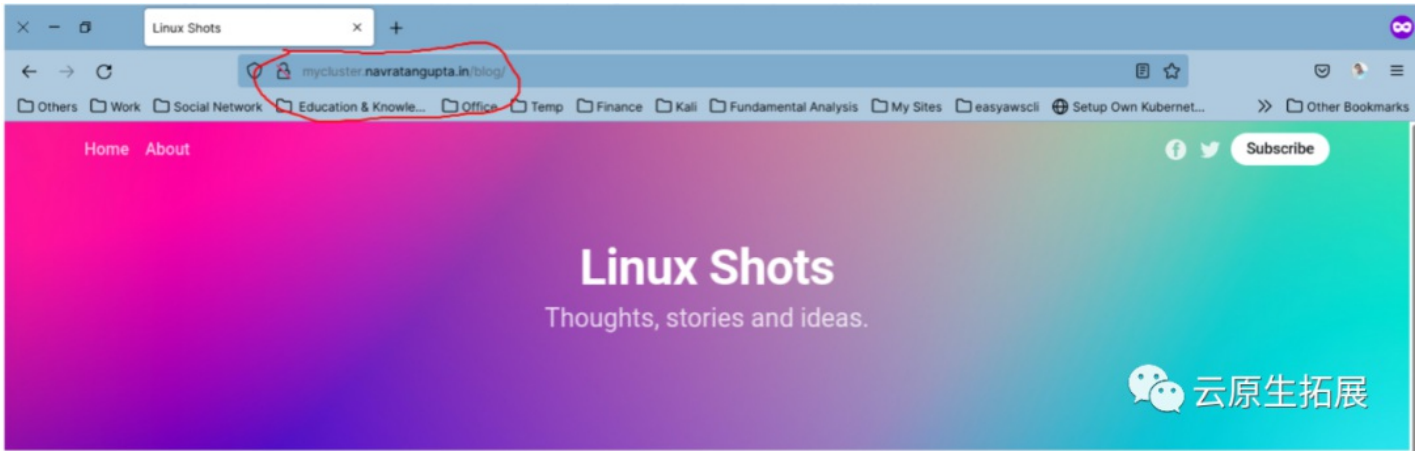 Linux Shots
mycluster.navratangupta.in/blog/
Others Work Social Network Education & Knowle... Office Temp Finance Kali Fundamental Analysis My Sites easyawscli Setup Own Kubernet... Other Bookmarks
Home About Subscribe
Linux Shots
Thoughts, stories and ideas.
云原生拓展